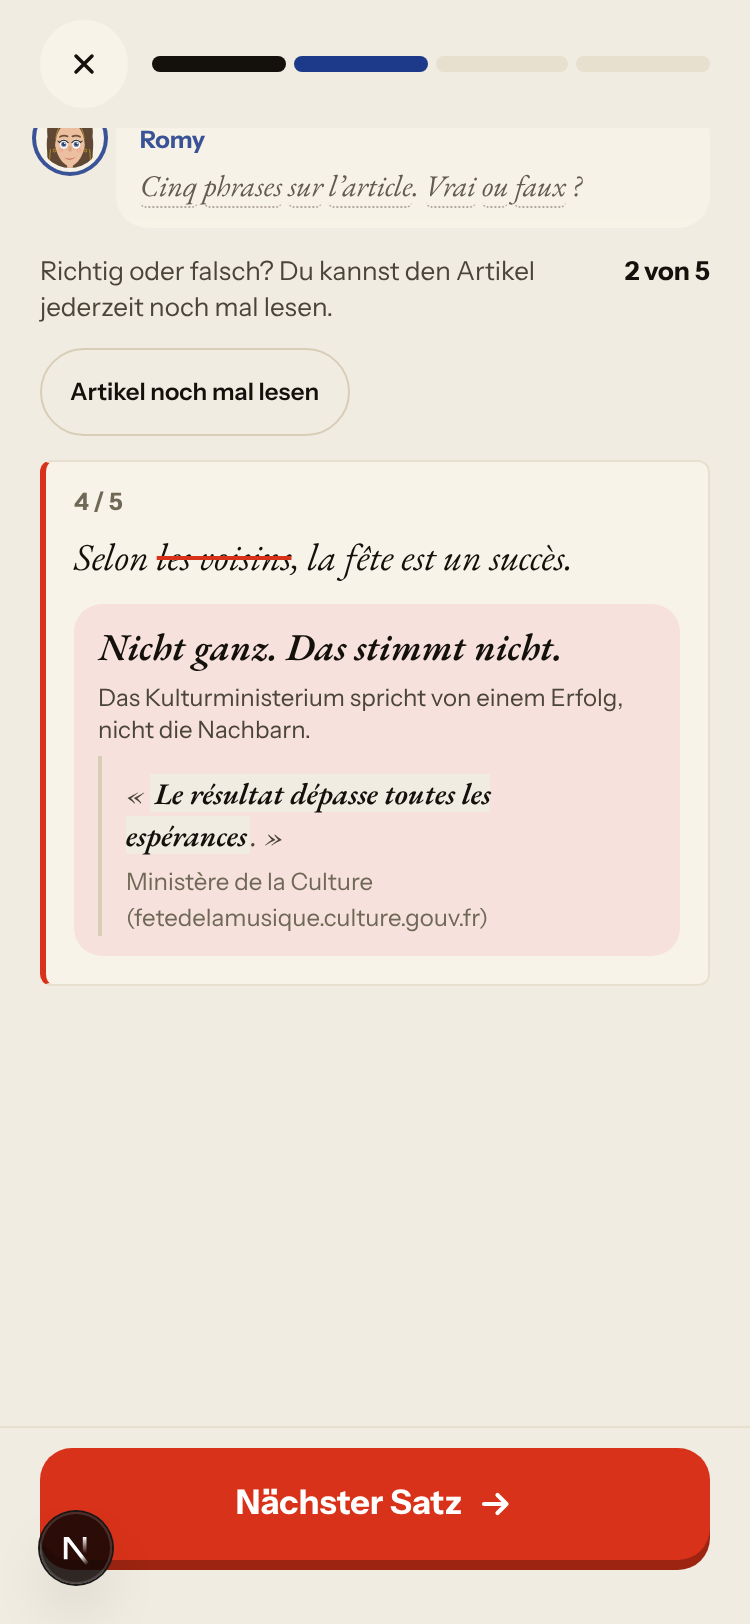 Romy
Cinq phrases sur l’article. Vrai ou faux ?
Richtig oder falsch? Du kannst den Artikel
jederzeit noch mal lesen.
2 von 5
Artikel noch mal lesen
4 / 5
Selon les voisins, la fête est un succès.
Nicht ganz. Das stimmt nicht.
Das Kulturministerium spricht von einem Erfolg,
nicht die Nachbarn.
« Le résultat dépasse toutes les
espérances. »
Ministère de la Culture
(fetedelamusique.culture.gouv.fr)
Nächster Satz →
N